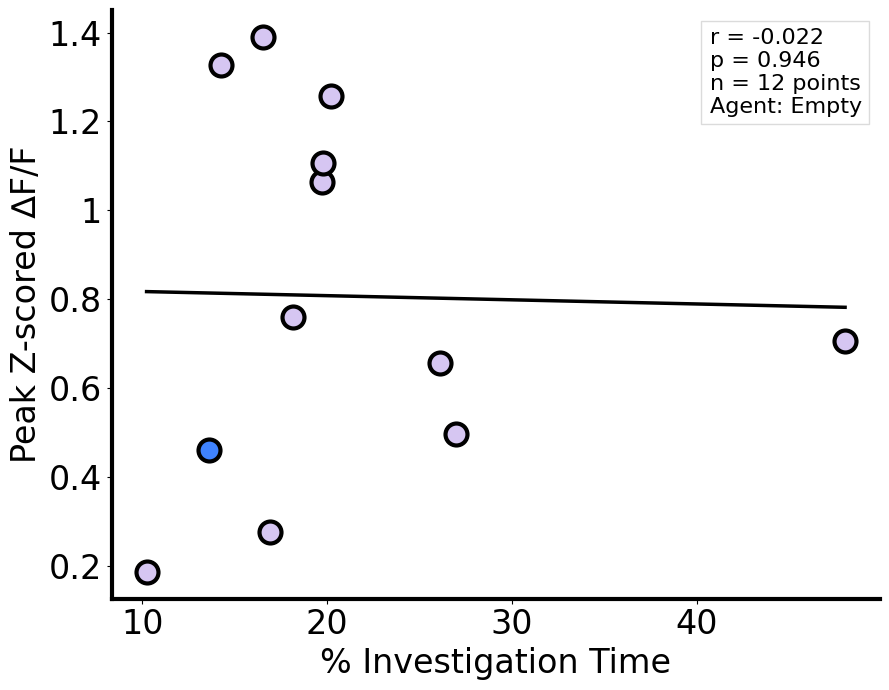 r = -0.022
p = 0.946
n = 12 points
Agent: Empty
Peak Z-scored ΔF/F
1.4
1.2
1
0.8
0.6
0.4
0.2
10 20 30 40
% Investigation Time